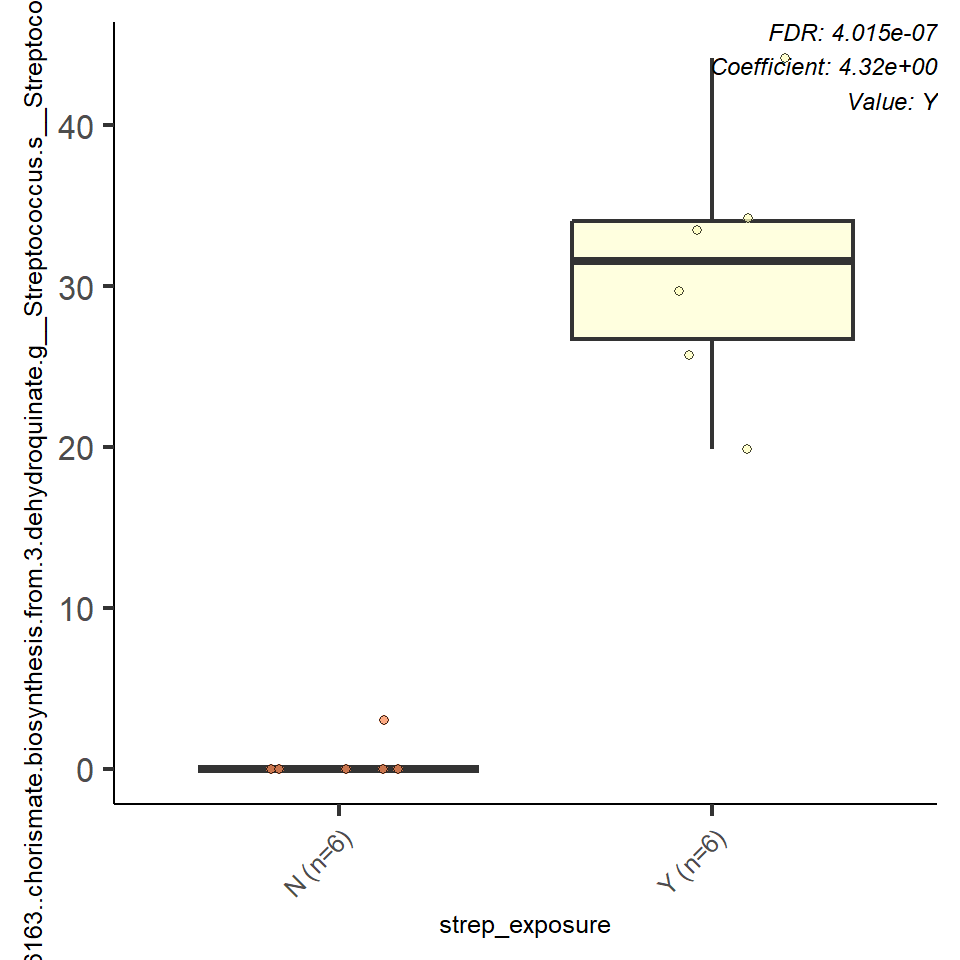 FDR: 4.015e-07
Coefficient: 4.32e+00
Value: Y
6163..chorismate.biosynthesis.from.3.dehydroquinate.g__Streptococcus.s__Streptoco
40
30
20
10
0
N (n=6)
Y (n=6)
strep_exposure